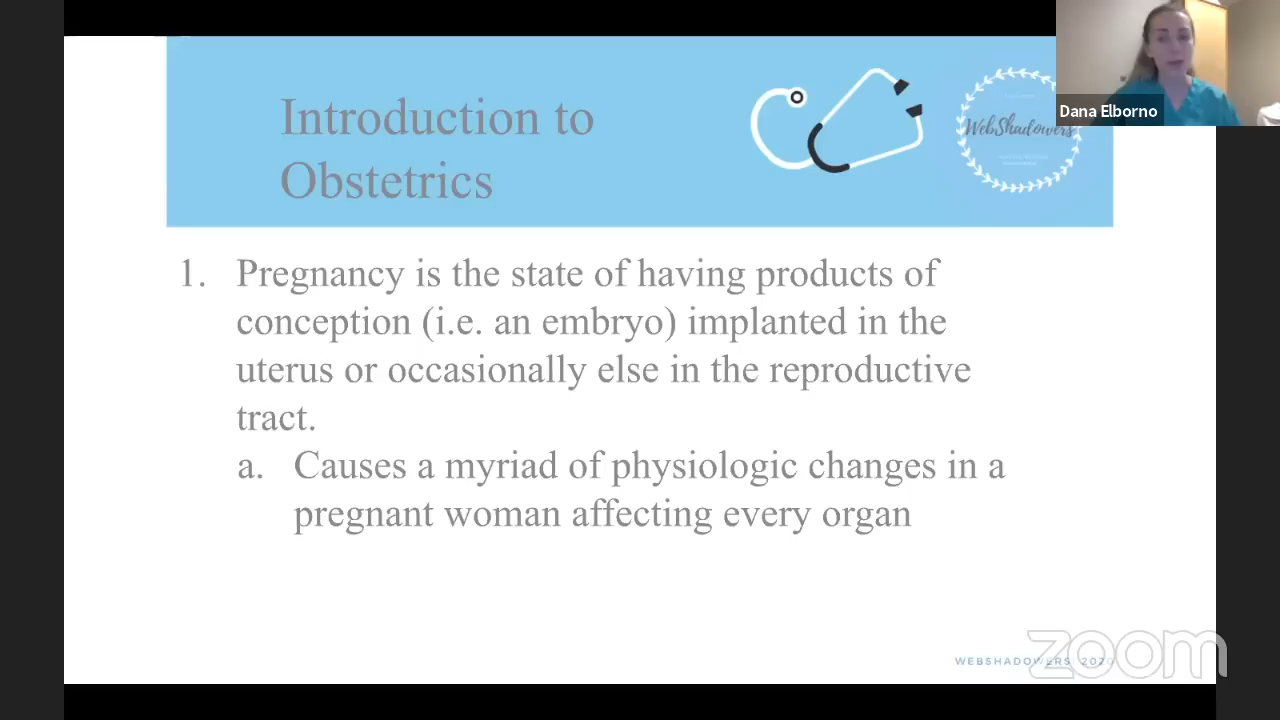 Introduction to
Obstetrics
WebShadowers
Dana Elborno
1. Pregnancy is the state of having products of
conception (i.e. an embryo) implanted in the
uterus or occasionally else in the reproductive
tract.
a. Causes a myriad of physiologic changes in a
pregnant woman affecting every organ
WEBSHADOWERS 2020
zoom